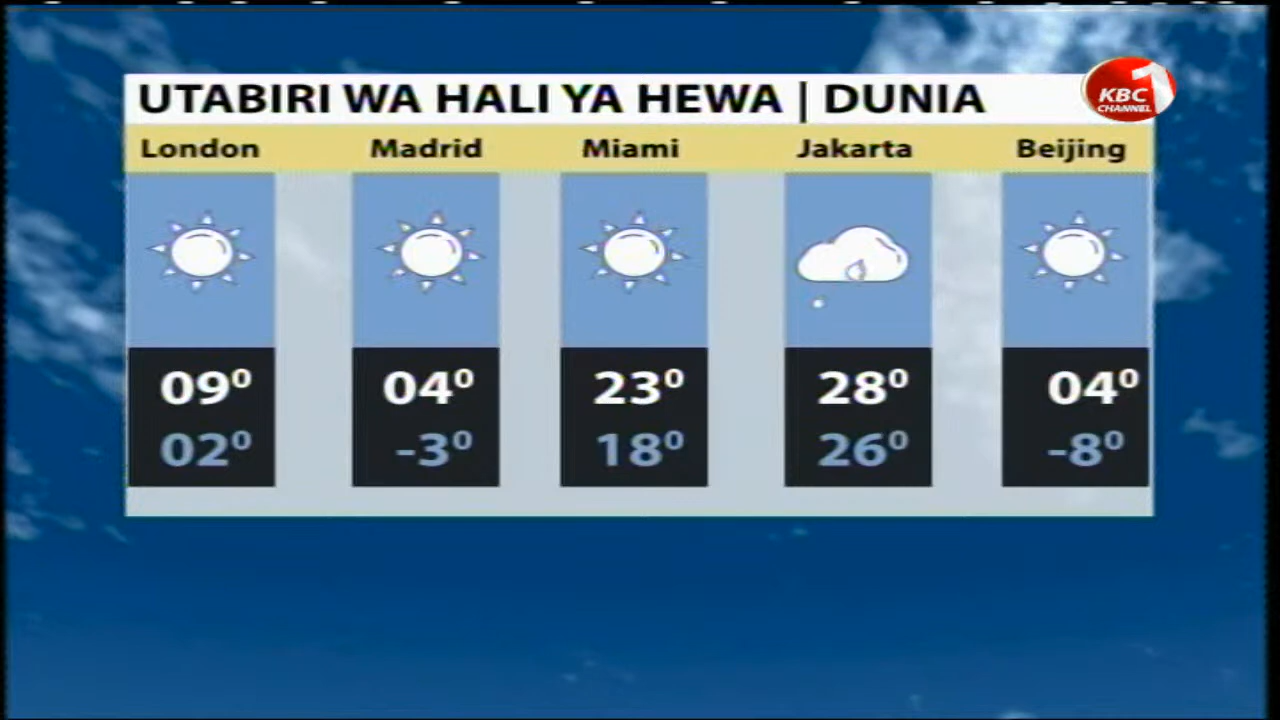 UTABIRI WA HALI YA HEWA | DUNIA
KBC 1
CHANNEL
London Madrid Miami Jakarta Beijing
09⁰ 04⁰ 23⁰ 28⁰ 04⁰
02⁰ -3⁰ 18⁰ 26⁰ -8⁰